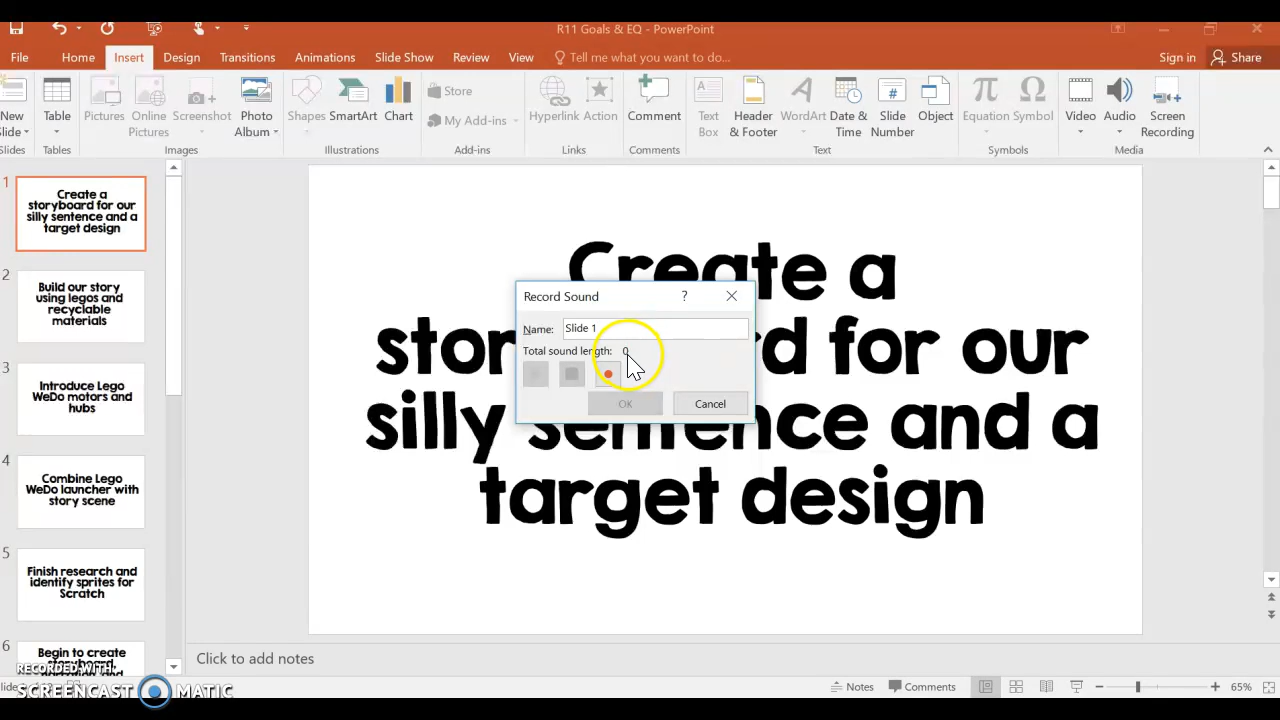 R11 Goals & EQ - PowerPoint
File Home Insert Design Transitions Animations Slide Show Review View Tell me what you want to do... Sign in Share
New Slide Table Pictures Online Pictures Screenshot Photo Album Shapes SmartArt Chart Store My Add-ins Hyperlink Action Comment Text Box Header & Footer WordArt Date & Time Slide Number Object Equation Symbol Video Audio Screen Recording
Slides Tables Images Illustrations Add-ins Links Comments Text Symbols Media
1
Create a
storyboard for our
silly sentence and a
target design
2
Build our story
using legos and
recyclable
materials
3
Introduce Lego
WeDo motors and
hubs
4
Combine Lego
WeDo launcher with
story scene
5
Finish research and
identify sprites for
Scratch
6
Begin to create
storyboard,
Create a
for our
silly sentence and a
target design
Record Sound ?
Name: Slide 1
Total sound length: 0
OK Cancel
Click to add notes
Notes Comments 65%
RECORDED WITH
SCREENCAST MATIC